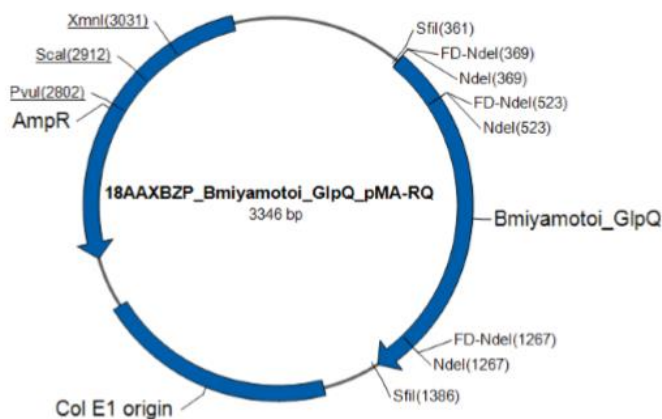 XmnI(3031)
ScaI(2912)
PvuI(2802)
AmpR
SfiI(361)
FD-NdeI(369)
NdeI(369)
FD-NdeI(523)
NdeI(523)
18AAXBZP_Bmiyamotoi_GlpQ_pMA-RQ
3346 bp
Bmiyamotoi_GlpQ
FD-NdeI(1267)
NdeI(1267)
SfiI(1386)
Col E1 origin